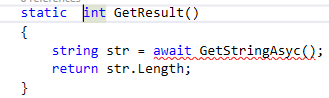 static int GetResult()
{
string str = await GetStringAsyc();
return str.Length;
}